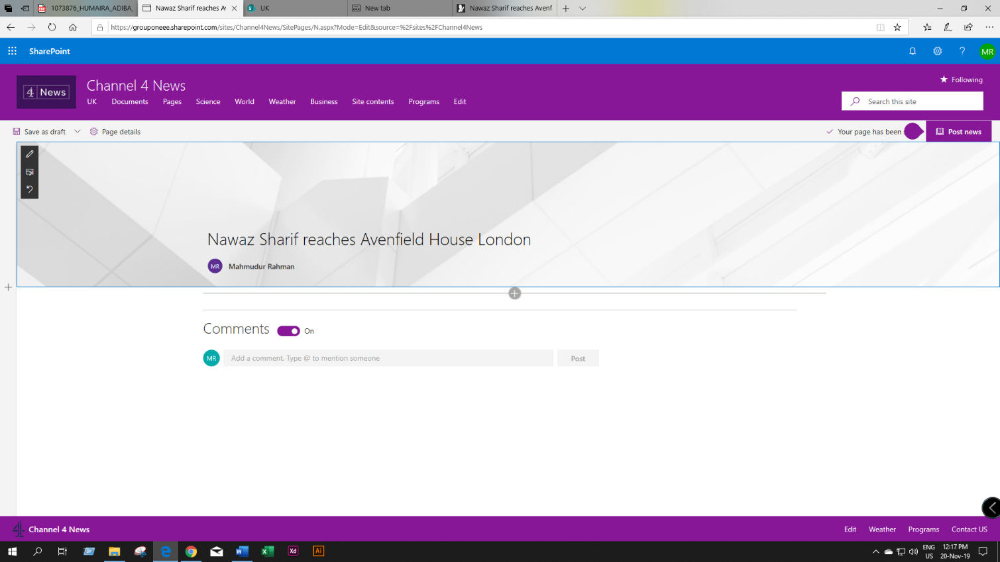 1073876_HUMAIRA_ADIBA_
Nawaz Sharif reaches Av
UK
New tab
Nawaz Sharif reaches Avenf
https://grouponeee.sharepoint.com/sites/Channel4News/SitePages/N.aspx?Mode=Edit&source=%2Fsites%2FChannel4News
SharePoint
MR
4 News
Channel 4 News
Following
UK Documents Pages Science World Weather Business Site contents Programs Edit
Search this site
Save as draft
Page details
Your page has been
Post news
Nawaz Sharif reaches Avenfield House London
MR Mahmudur Rahman
Comments On
MR Add a comment. Type @ to mention someone Post
4 Channel 4 News
Edit Weather Programs Contact US
Xd
Ai
ENG
US
12:17 PM
20-Nov-19